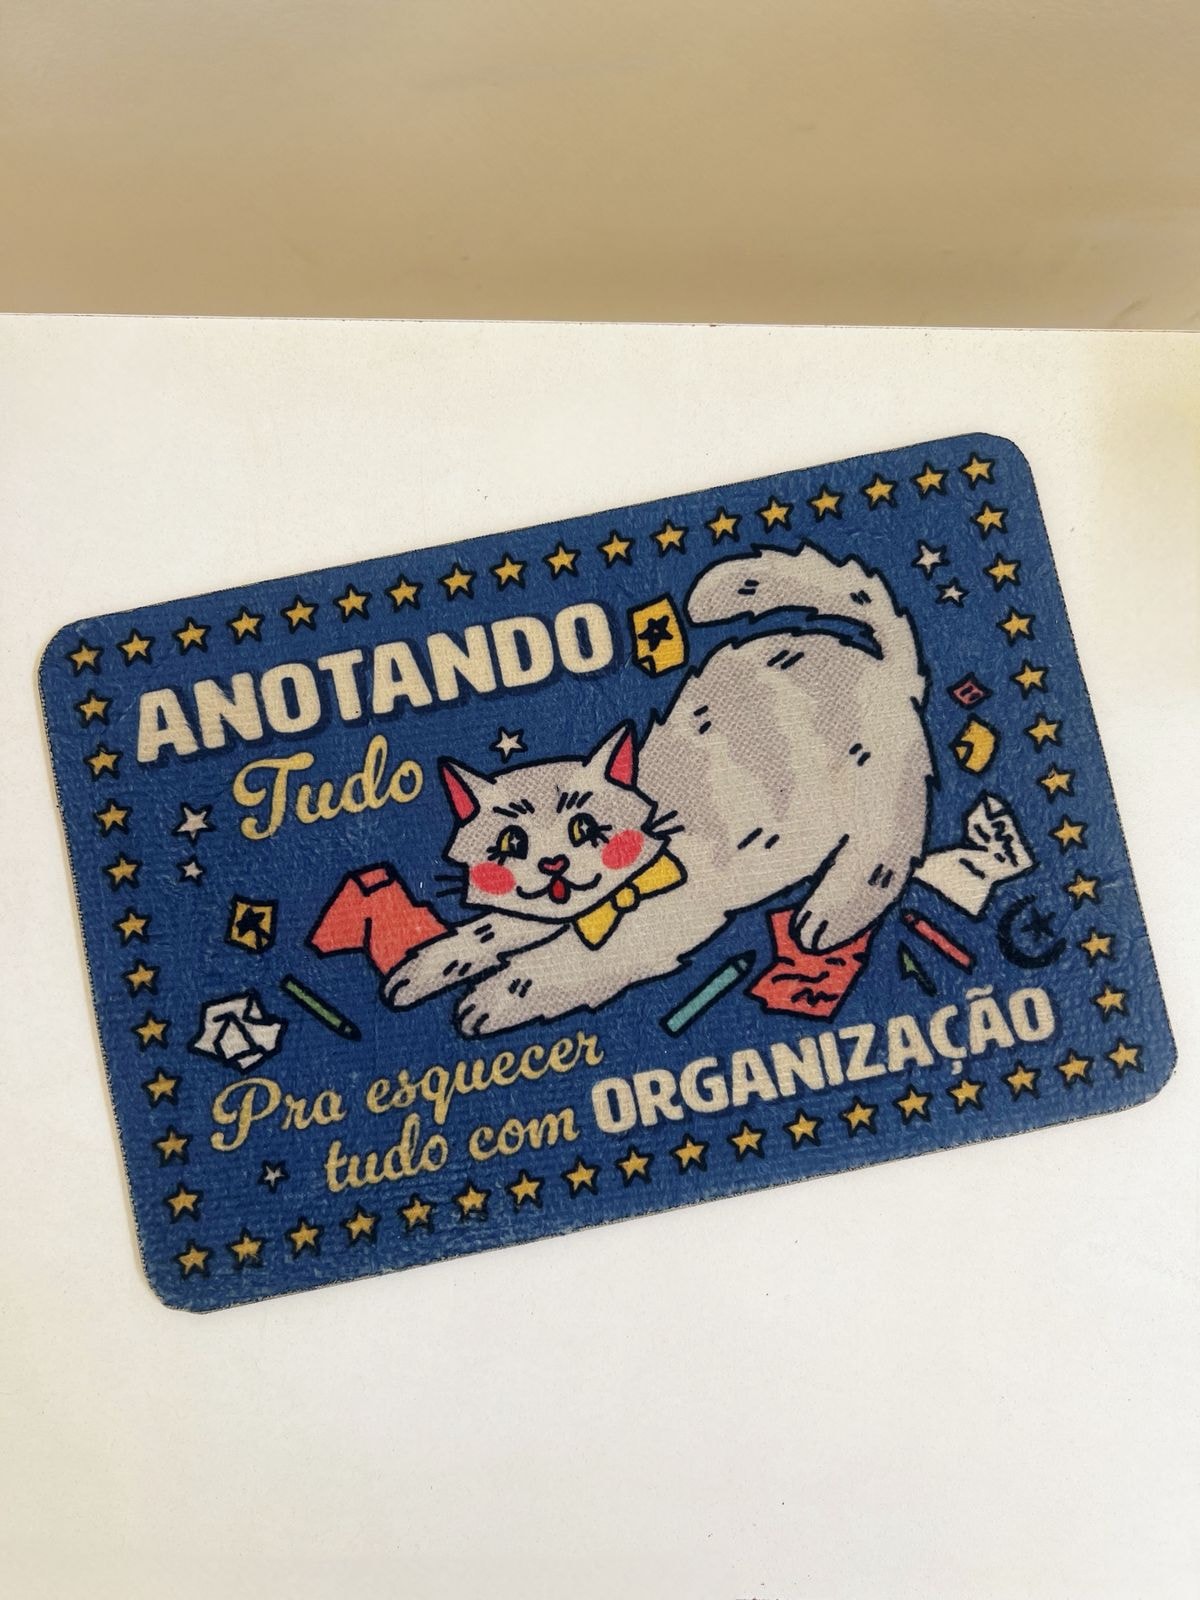 ANOTANDO
Tudo
Pra esquecer
tudo com ORGANIZAÇÃO